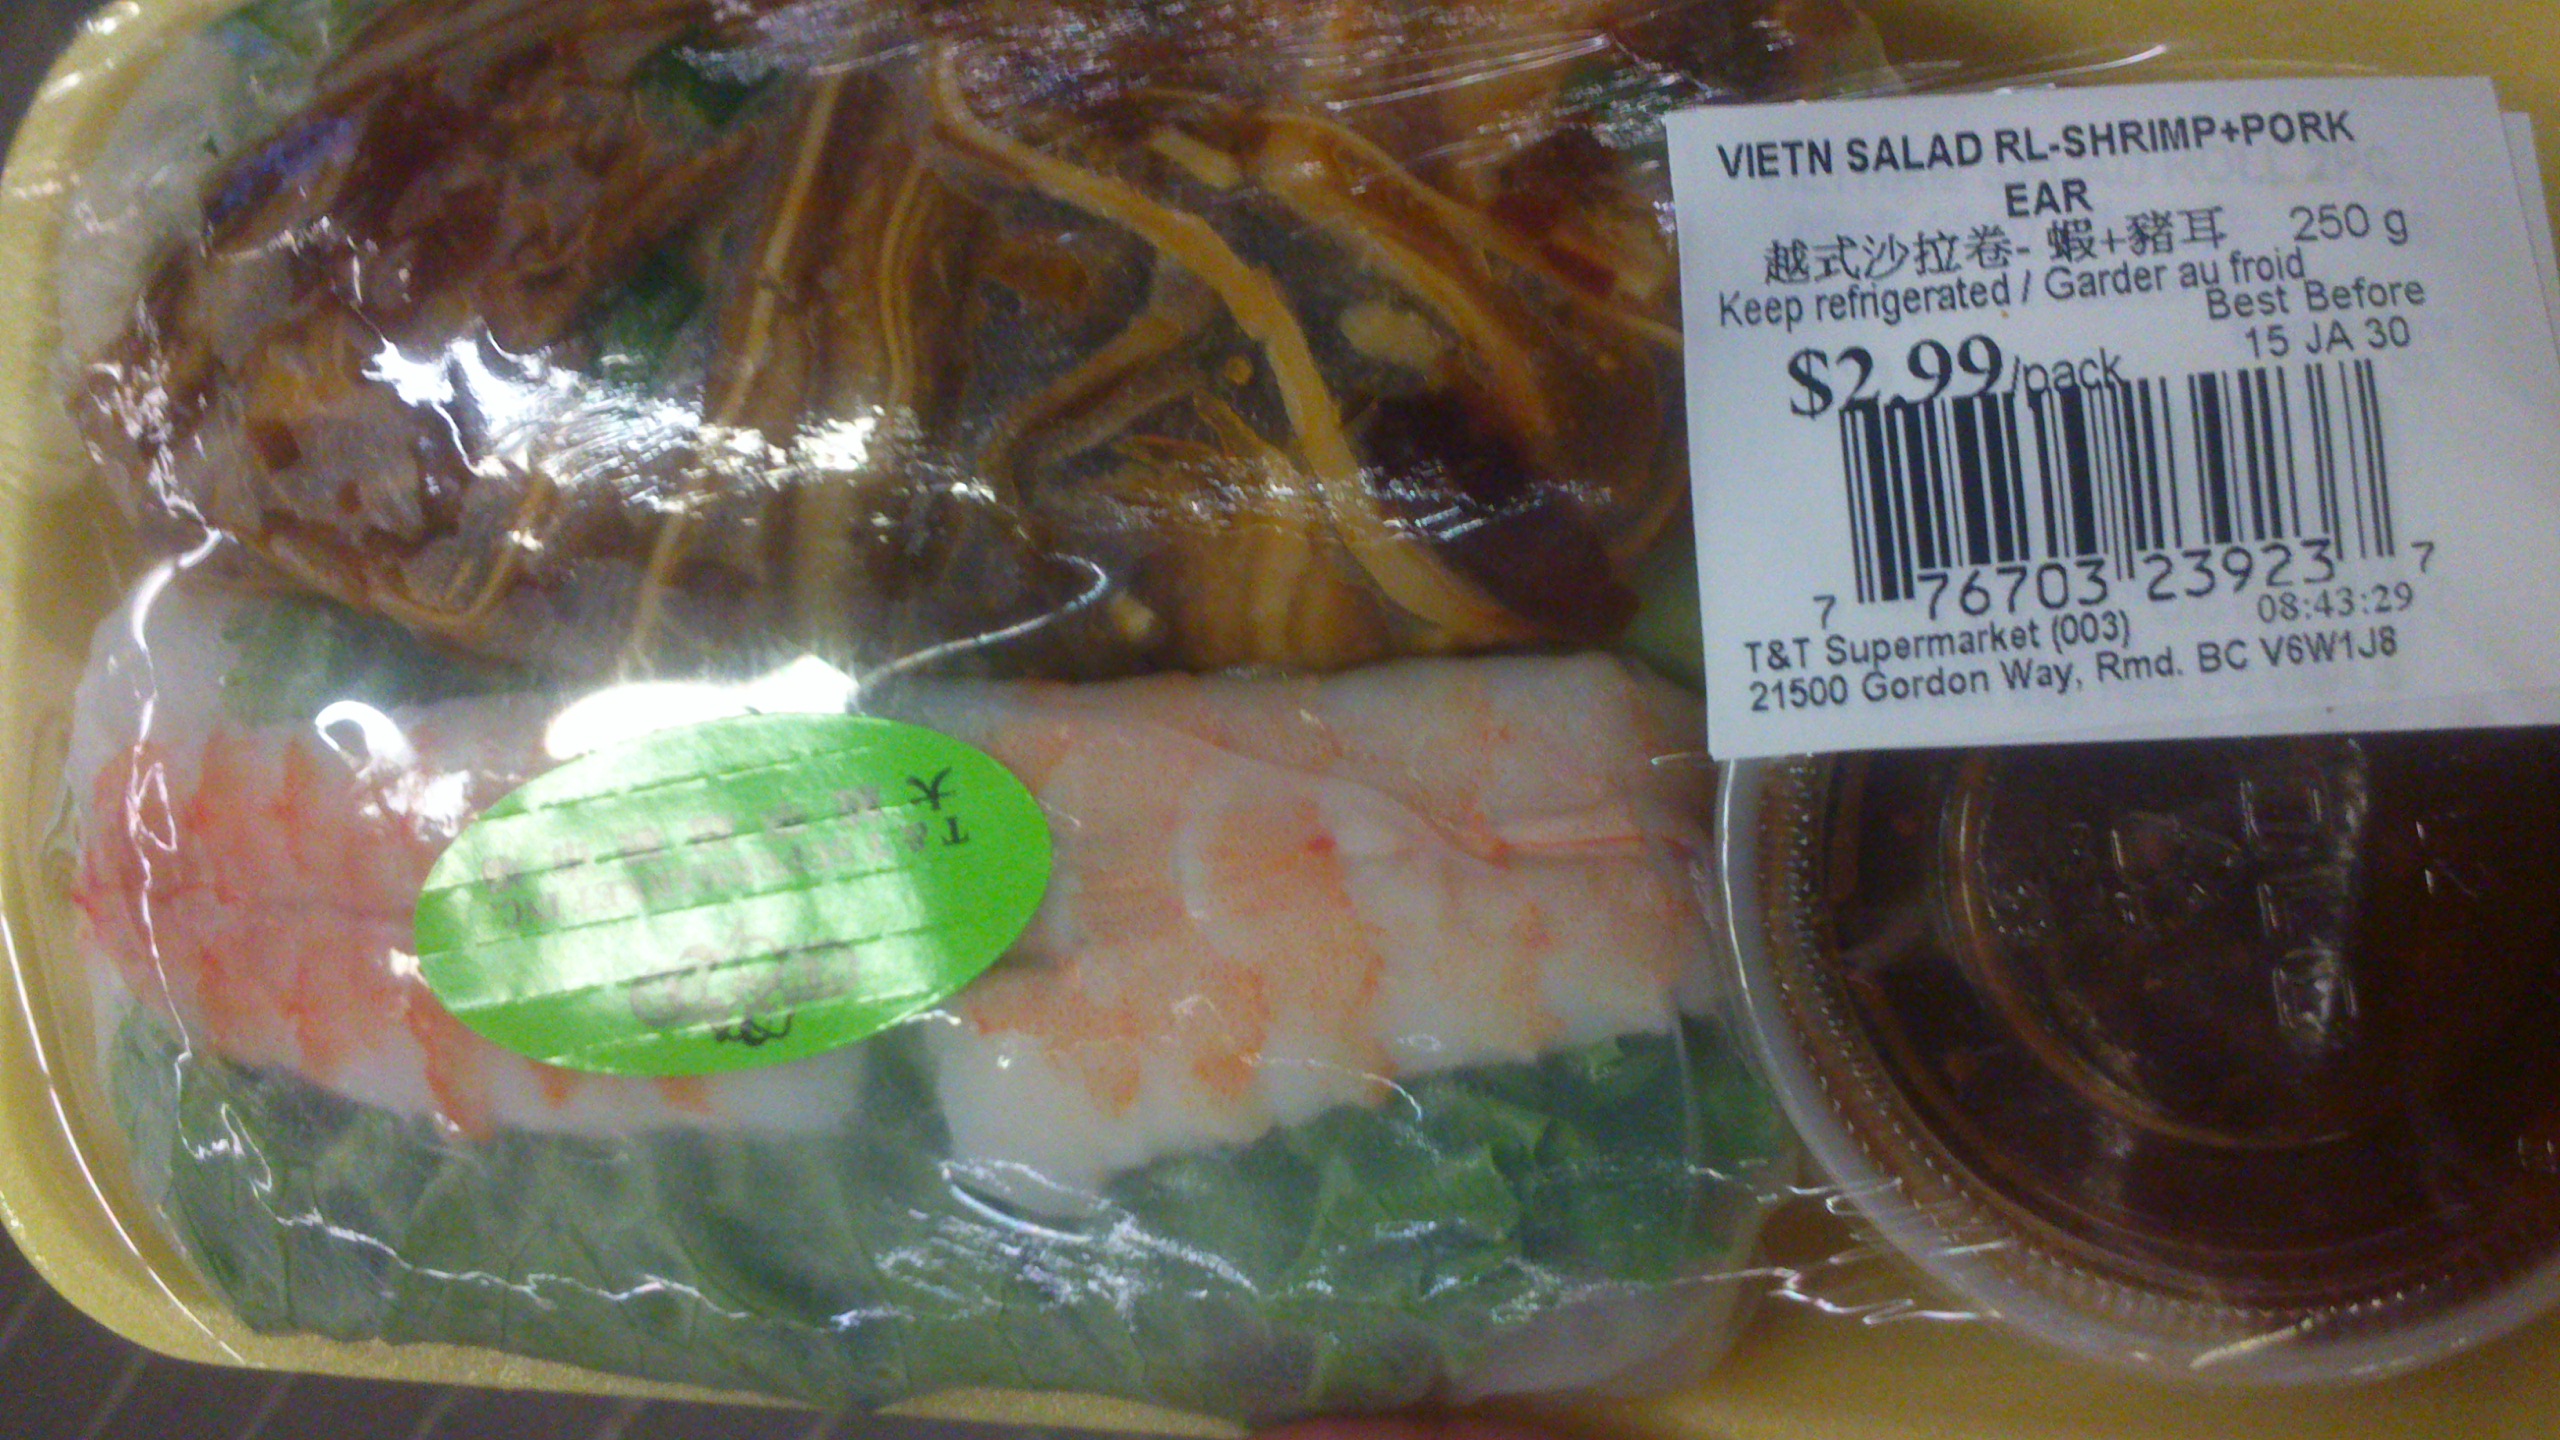 VIETN SALAD RL-SHRIMP+PORK
EAR
越式沙拉卷- 蝦+豬耳 250 g
Keep refrigerated / Garder au froid
Best Before
$2.99/pack 15 JA 30
7 76703 23923 7
08:43:29
T&T Supermarket (003)
21500 Gordon Way, Rmd. BC V6W1J8
大
T